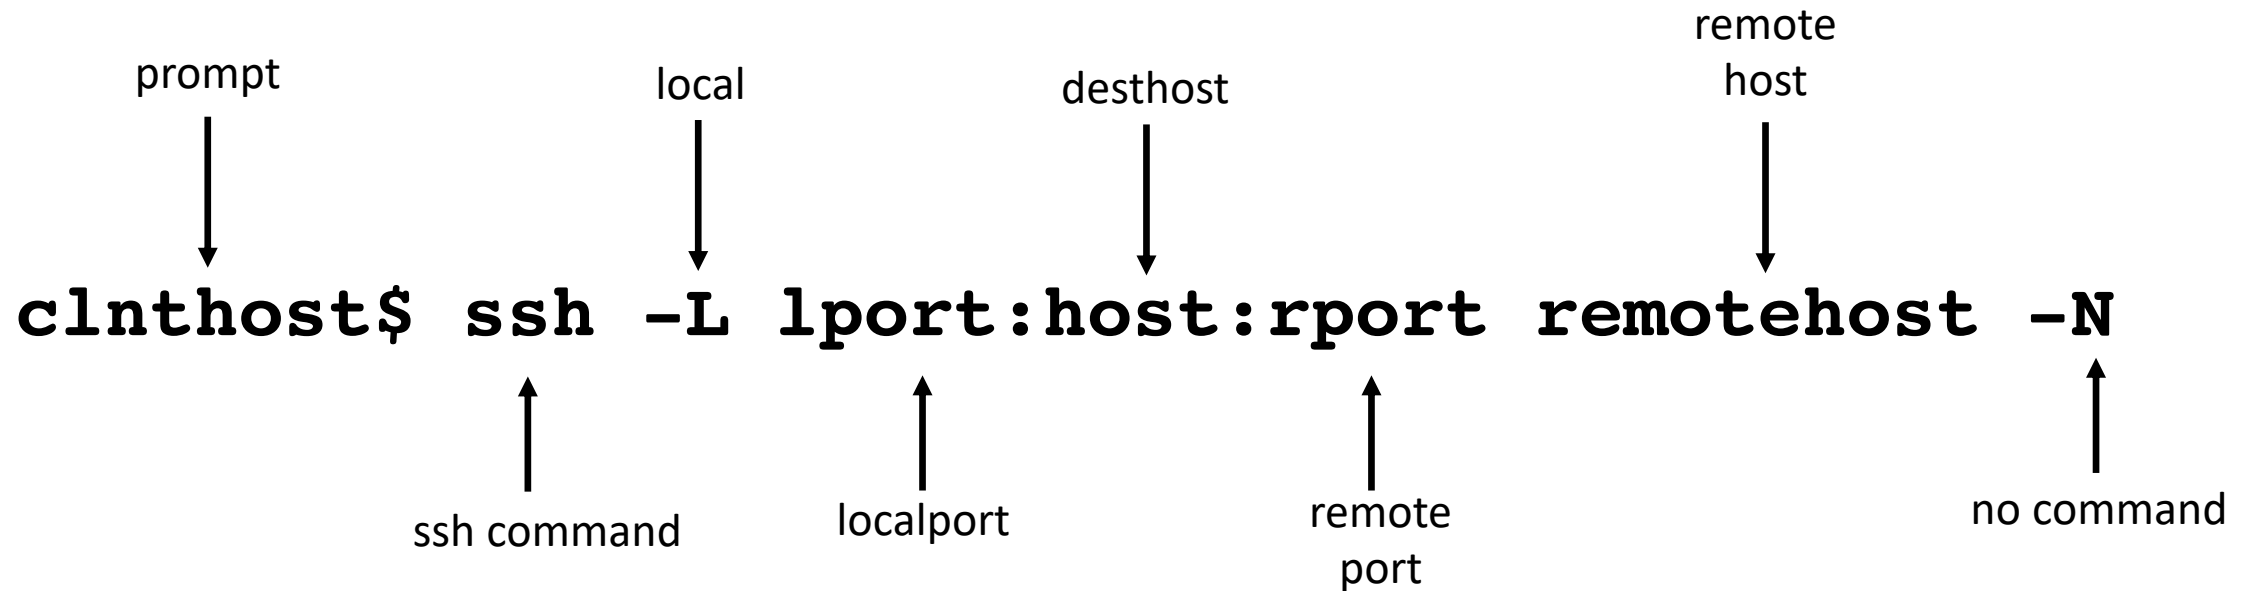 prompt
local
desthost
remote
host
clnthost$ ssh -L lport:host:rport remotehost -N
ssh command
localport
remote
port
no command